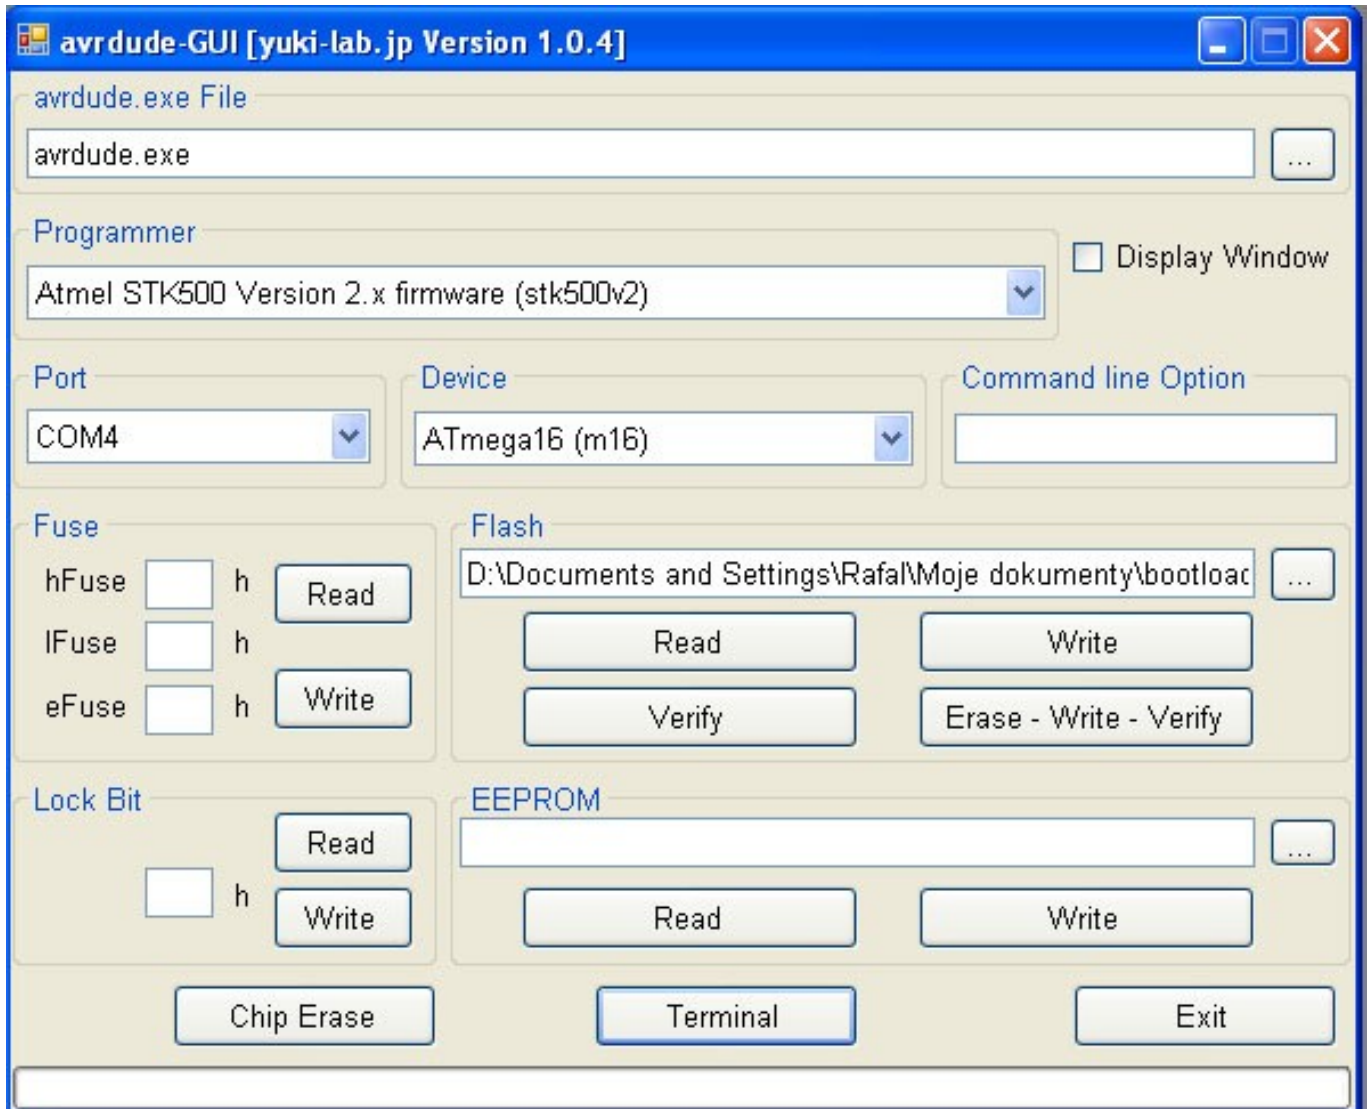 avrdude-GUI [yuki-lab.jp Version 1.0.4]
avrdude.exe File
avrdude.exe
...
Programmer
Atmel STK500 Version 2.x firmware (stk500v2)
Display Window
Port
COM4
Device
ATmega16 (m16)
Command line Option
Fuse
hFuse h
Read
lFuse h
eFuse h
Write
Flash
D:\Documents and Settings\Rafal\Moje dokumenty\bootload
...
Read Write
Verify Erase - Write - Verify
Lock Bit
Read
h
Write
EEPROM
...
Read Write
Chip Erase Terminal Exit